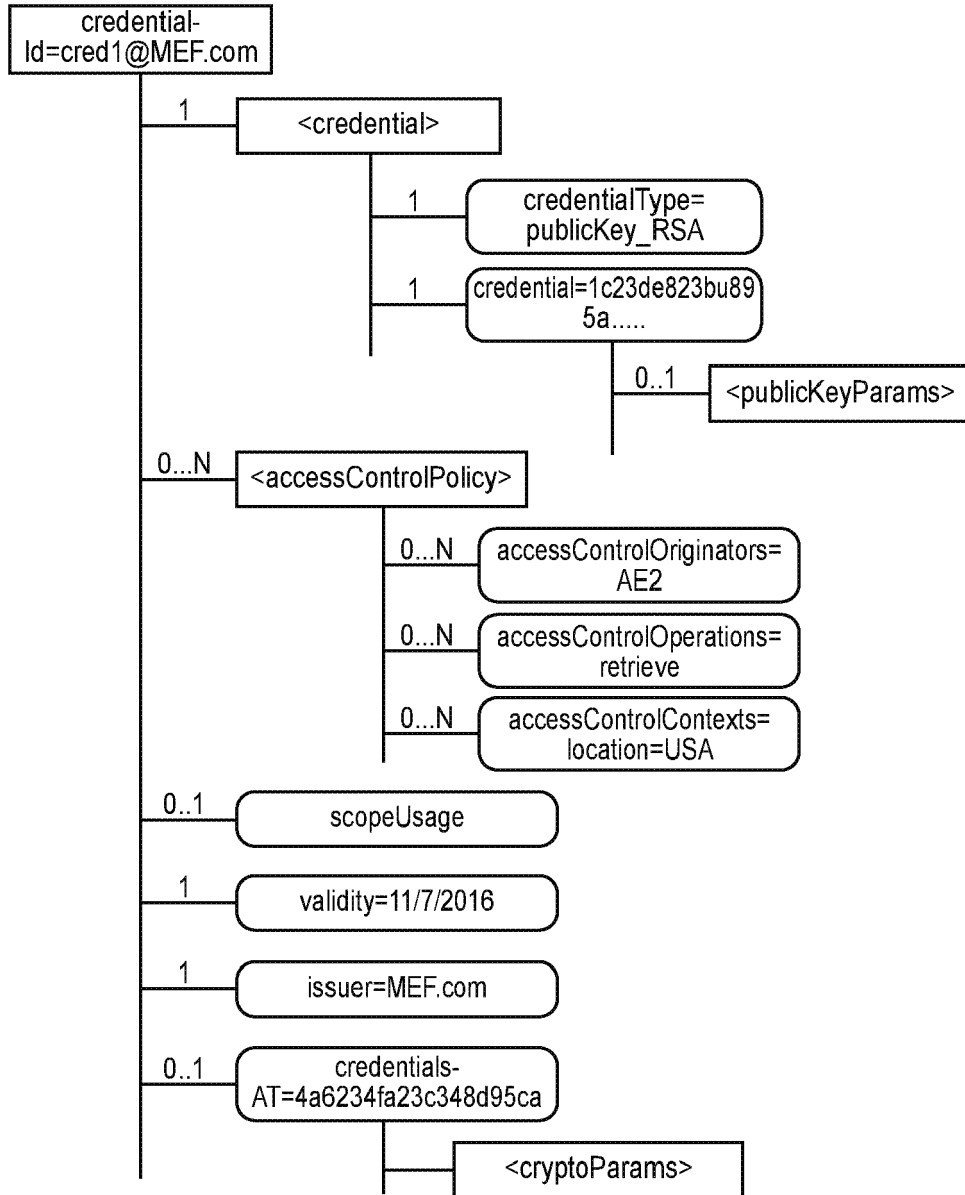 credential-
Id=cred1@MEF.com
1
<credential>
1
credentialType=
publicKey_RSA
1
credential=1c23de823bu89
5a.....
0..1
<publicKeyParams>
0...N
<accessControlPolicy>
0...N
accessControlOriginators=
AE2
0...N
accessControlOperations=
retrieve
0...N
accessControlContexts=
location=USA
0..1
scopeUsage
1
validity=11/7/2016
1
issuer=MEF.com
0..1
credentials-
AT=4a6234fa23c348d95ca
<cryptoParams>